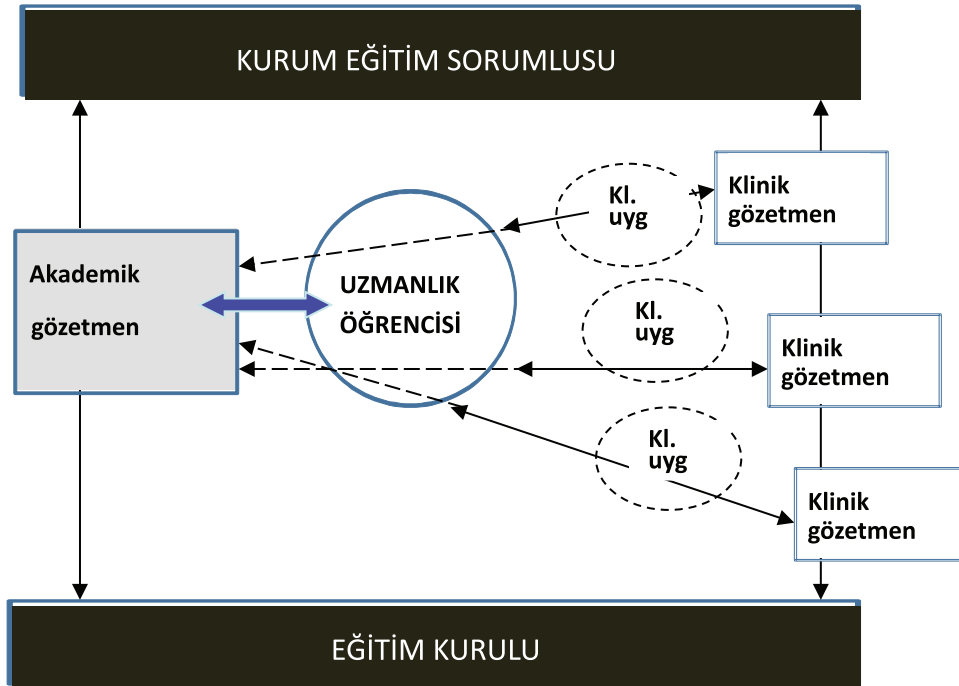 KURUM EĞİTİM SORUMLUSU
Kl.
uyg
Klinik
gözetmen
Akademik
gözetmen
UZMANLIK
ÖĞRENCİSİ
Kl.
uyg
Klinik
gözetmen
Kl.
uyg
Klinik
gözetmen
EĞİTİM KURULU